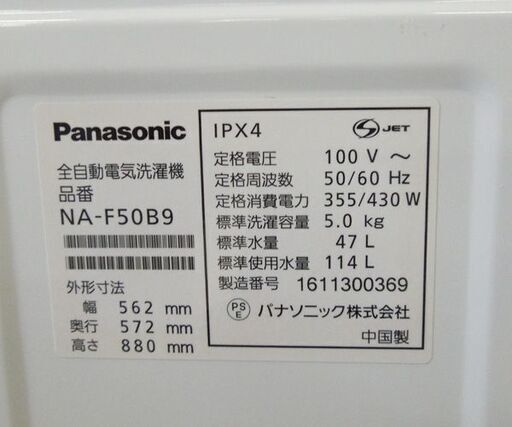 Panasonic
全自動電気洗濯機
品番
NA-F50B9
外形寸法
幅 562 mm
奥行 572 mm
高さ 880 mm
IPX4
S JET
定格電圧 100 V ～
定格周波数 50/60 Hz
定格消費電力 355/430 W
標準洗濯容量 5.0 kg
標準水量 47 L
標準使用水量 114 L
製造番号 1611300369
PS E パナソニック株式会社
中国製